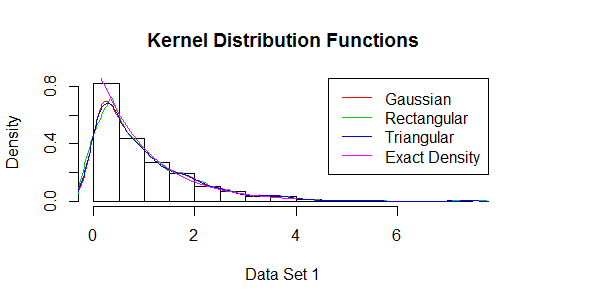 Kernel Distribution Functions
Gaussian
Rectangular
Triangular
Exact Density
Density
0.0
0.4
0.8
0
2
4
6
Data Set 1